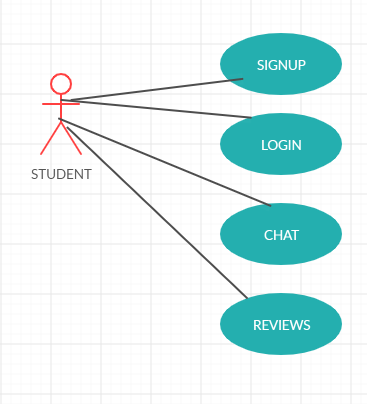 SIGNUP
LOGIN
STUDENT
CHAT
REVIEWS